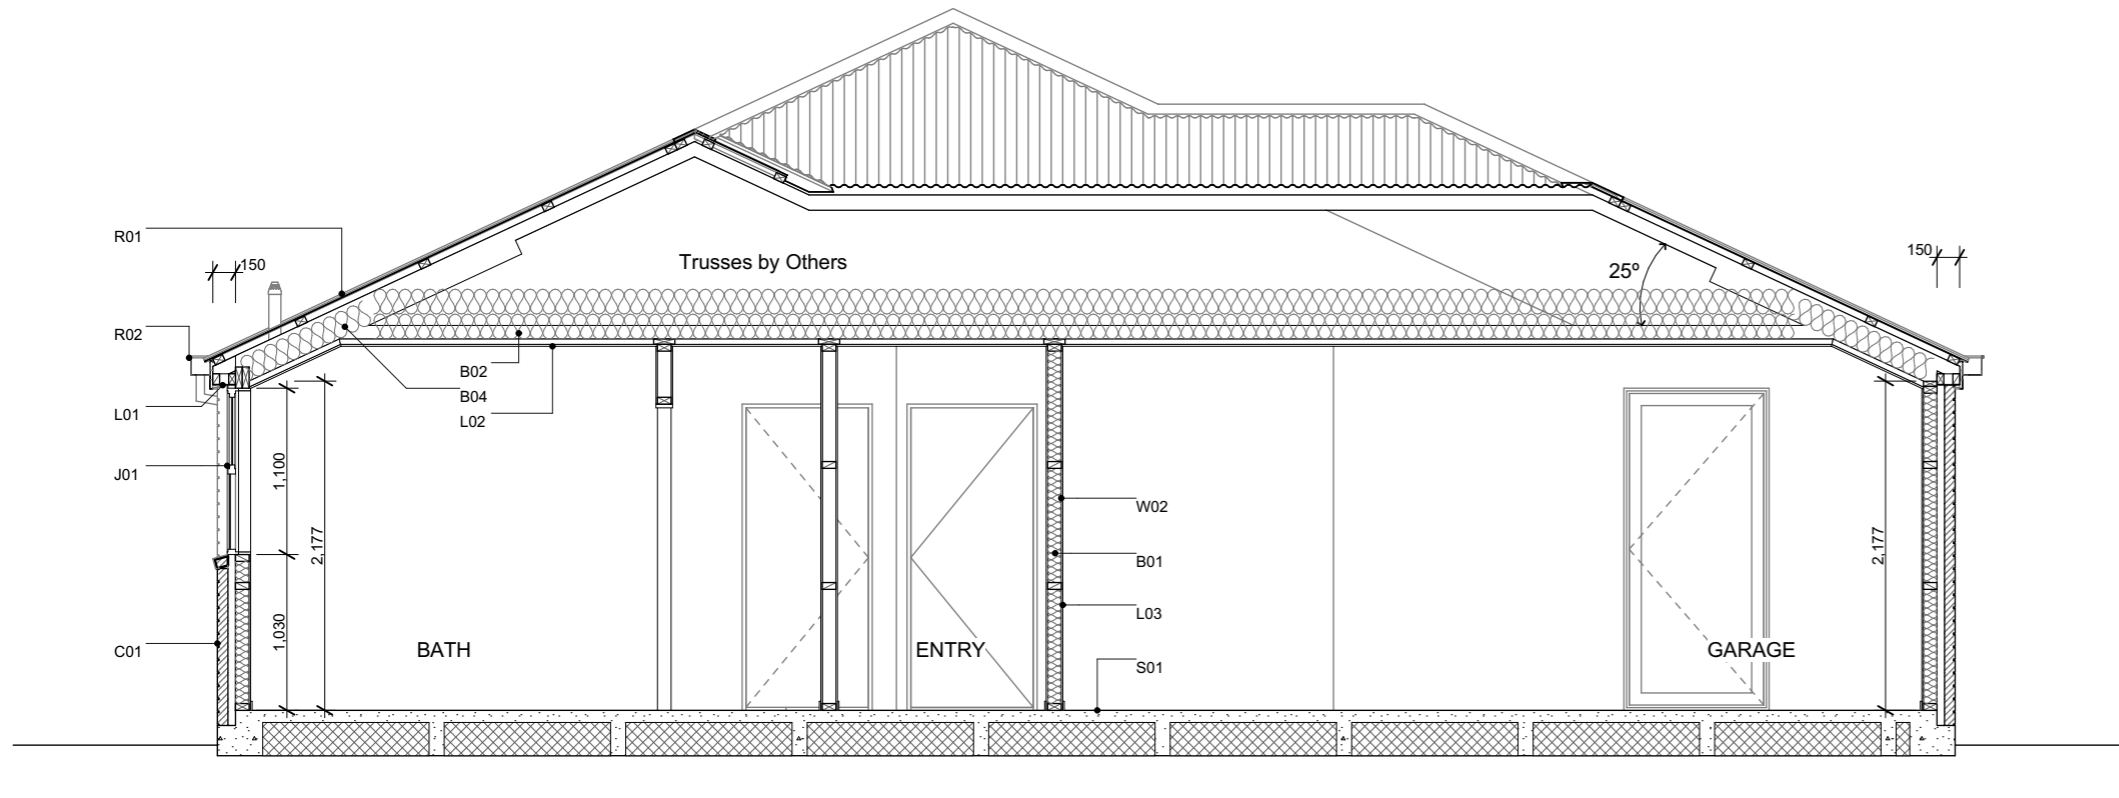 R01
150
Trusses by Others
25°
150
R02
B02
B04
L01
L02
J01
1,100
2,177
W02
2,177
B01
1,030
L03
C01
BATH
ENTRY
S01
GARAGE